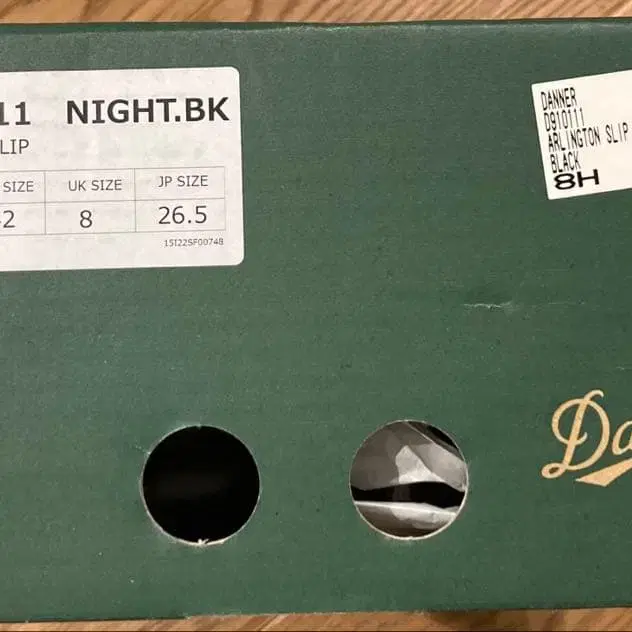 11 NIGHT.BK
LIP
SIZE UK SIZE JP SIZE
2 8 26.5
15I22SF00748
DANNER
D910111
ARLINGTON SLIP
BLACK
8H
Da